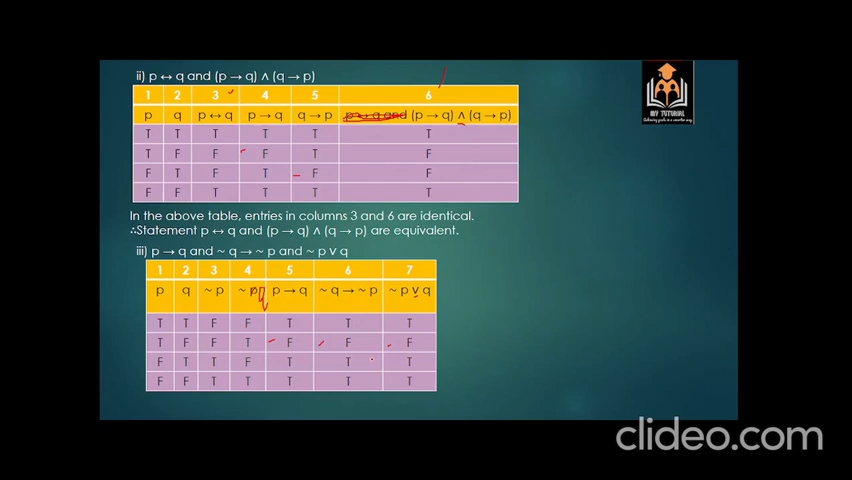 ii) p ↔ q and (p → q) ∧ (q → p)
1 2 3 4 5 6
p q p ↔ q p → q q → p p ↔ q and (p → q) ∧ (q → p)
T T T T T T
T F F F T F
F T F T F F
F F T T T T
In the above table, entries in columns 3 and 6 are identical.
∴Statement p ↔ q and (p → q) ∧ (q → p) are equivalent.
iii) p → q and ~ q → ~ p and ~ p v q
1 2 3 4 5 6 7
p q ~ p ~ p q p → q ~ q → ~ p ~ p v q
T T F F T T T
T F F T F F F
F T T F T T T
F F T T T T T
MY TUTORIAL
clideo.com